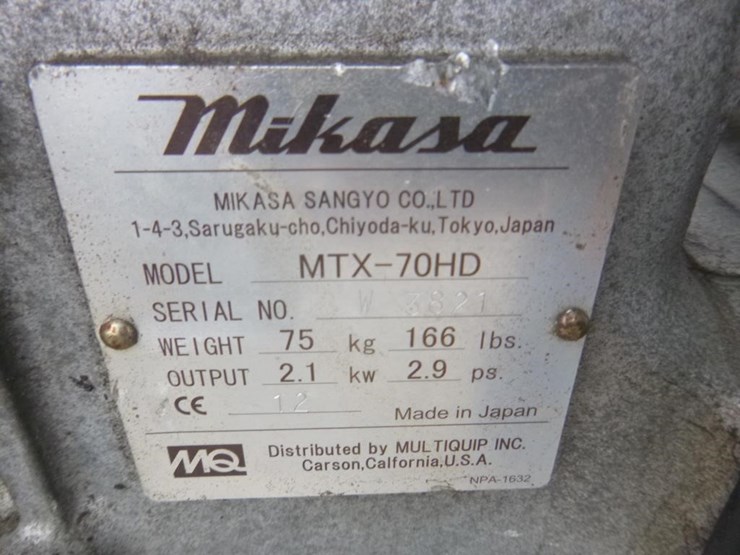 Mikasa
MIKASA SANGYO CO.,LTD
1-4-3,Sarugaku-cho,Chiyoda-ku,Tokyo,Japan
MODEL MTX-70HD
SERIAL NO. W
WEIGHT 75 kg 166 lbs.
OUTPUT 2.1 kw 2.9 ps.
CE 12 Made in Japan
MQ Distributed by MULTIQUIP INC.
Carson,Calfornia,U.S.A.
NPA-1632